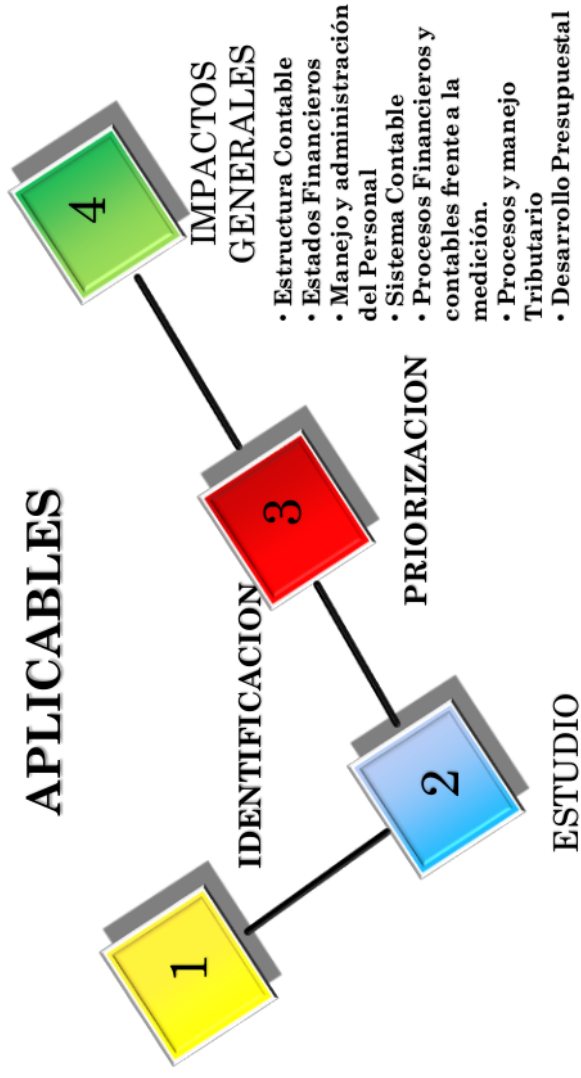 APLICABLES
1
IDENTIFICACION
2
ESTUDIO
3
PRIORIZACION
4
IMPACTOS
GENERALES
• Estructura Contable
• Estados Financieros
• Manejo y administración
del Personal
• Sistema Contable
• Procesos Financieros y
contables frente a la
medición.
• Procesos y manejo
Tributario
• Desarrollo Presupuestal